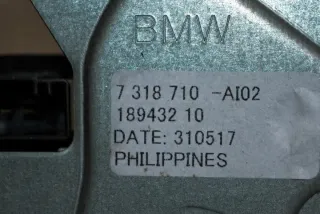 BMW
7 318 710 -AI02
189432 10
DATE: 310517
PHILIPPINES